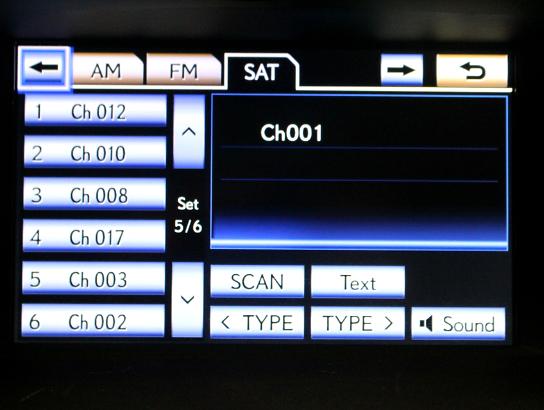 AM FM SAT
Ch001
1 Ch 012
2 Ch 010
3 Ch 008
4 Ch 017
5 Ch 003
6 Ch 002
Set
5/6
SCAN Text
< TYPE TYPE > Sound